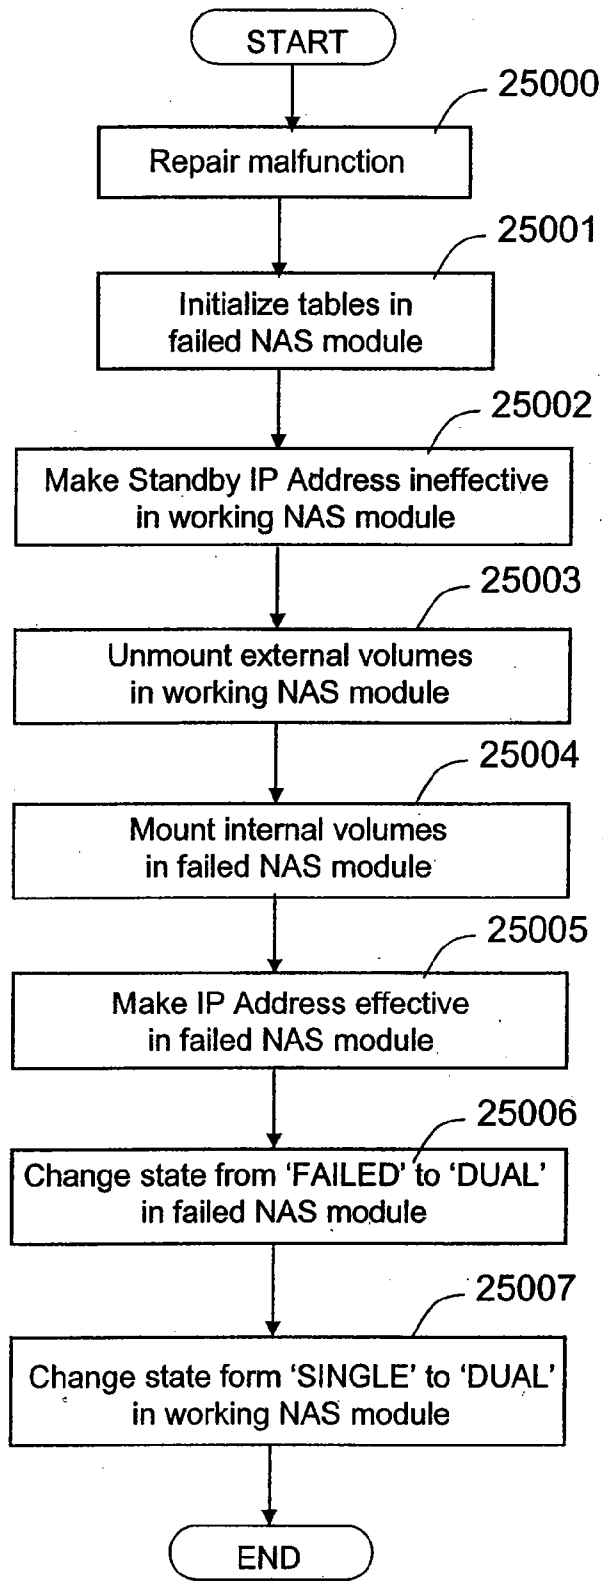 START
25000
Repair malfunction
25001
Initialize tables in
failed NAS module
25002
Make Standby IP Address ineffective
in working NAS module
25003
Unmount external volumes
in working NAS module
25004
Mount internal volumes
in failed NAS module
25005
Make IP Address effective
in failed NAS module
25006
Change state from ‘FAILED’ to ‘DUAL’
in failed NAS module
25007
Change state form ‘SINGLE’ to ‘DUAL’
in working NAS module
END